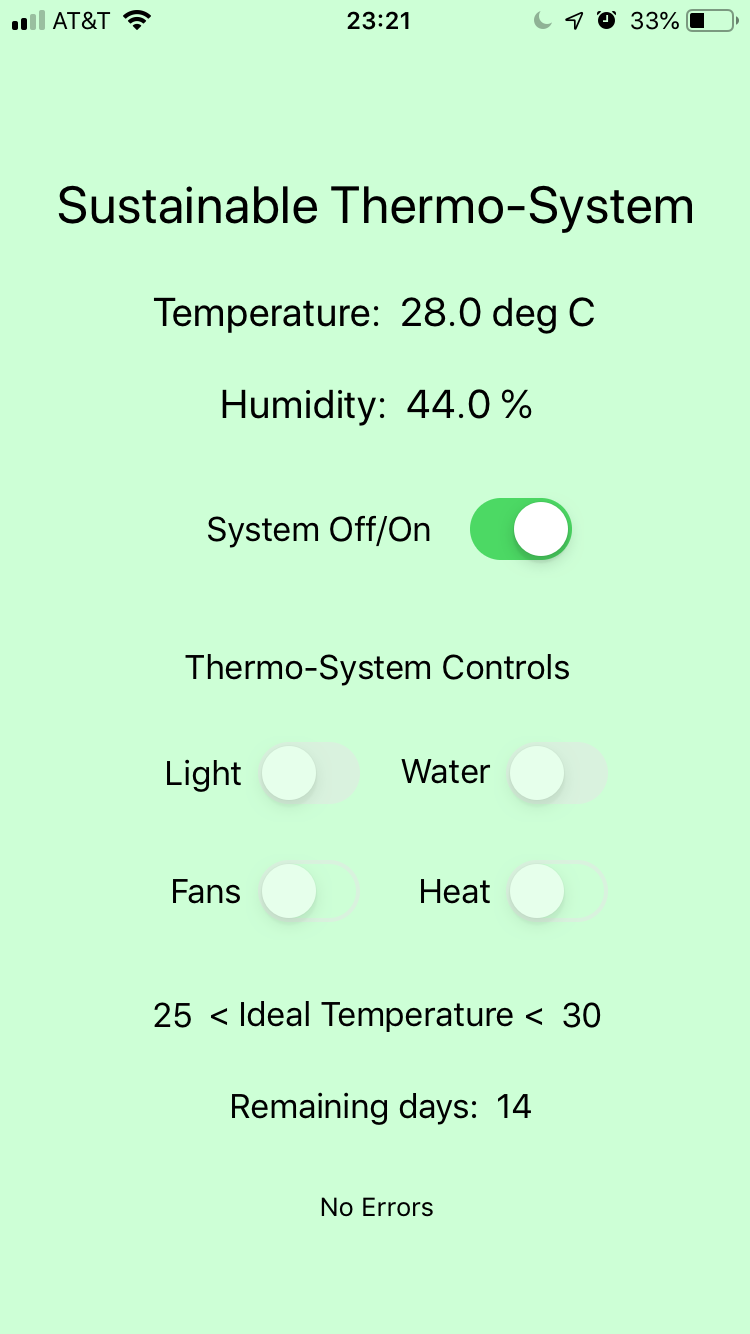 AT&T 23:21 33%
Sustainable Thermo-System
Temperature: 28.0 deg C
Humidity: 44.0 %
System Off/On
Thermo-System Controls
Light Water
Fans Heat
25 < Ideal Temperature < 30
Remaining days: 14
No Errors